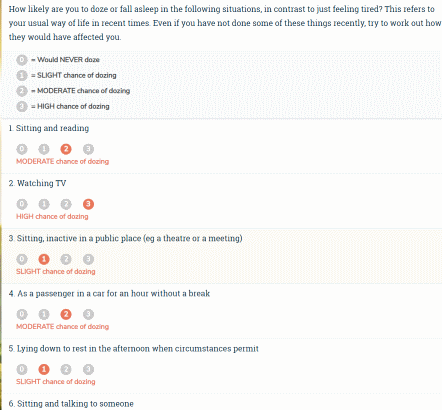 How likely are you to doze or fall asleep in the following situations, in contrast to just feeling tired? This refers to
your usual way of life in recent times. Even if you have not done some of these things recently, try to work out how
they would have affected you.
0 = Would NEVER doze
1 = SLIGHT chance of dozing
2 = MODERATE chance of dozing
3 = HIGH chance of dozing
1. Sitting and reading
0 1 2 3
MODERATE chance of dozing
2. Watching TV
0 1 2 3
HIGH chance of dozing
3. Sitting, inactive in a public place (eg a theatre or a meeting)
0 1 2 3
SLIGHT chance of dozing
4. As a passenger in a car for an hour without a break
0 1 2 3
MODERATE chance of dozing
5. Lying down to rest in the afternoon when circumstances permit
0 1 2 3
SLIGHT chance of dozing
6. Sitting and talking to someone